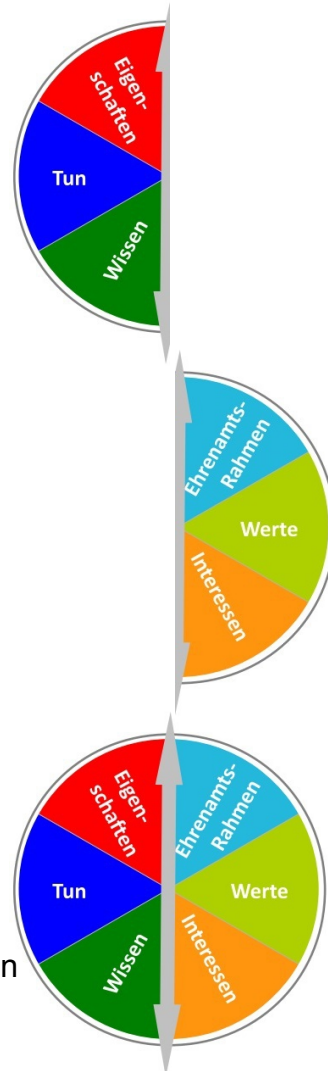 Eigen-
schaften
Tun
Wissen
Ehrenamts-
Rahmen
Werte
Interessen
Eigen-
schaften
Ehrenamts-
Rahmen
Tun
Werte
Wissen
Interessen
n